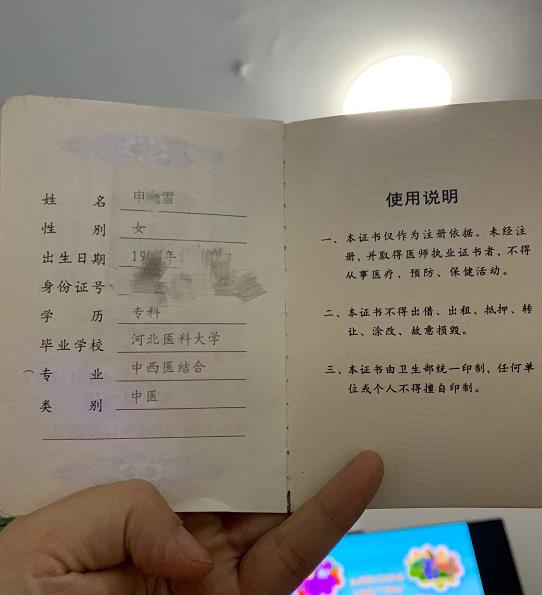 姓名 申 雪
性别 女
出生日期 19 年
身份证号
学历 专科
毕业学校 河北医科大学
专业 中西医结合
类别 中医
使用说明
一、本证书仅作为注册依据。未经注
册,并取得医师执业证书者,不得
从事医疗、预防、保健活动。
二、本证书不得出借、出租、抵押、转
让、涂改、故意损毁。
三、本证书由卫生部统一印制,任何单
位或个人不得擅自印制。